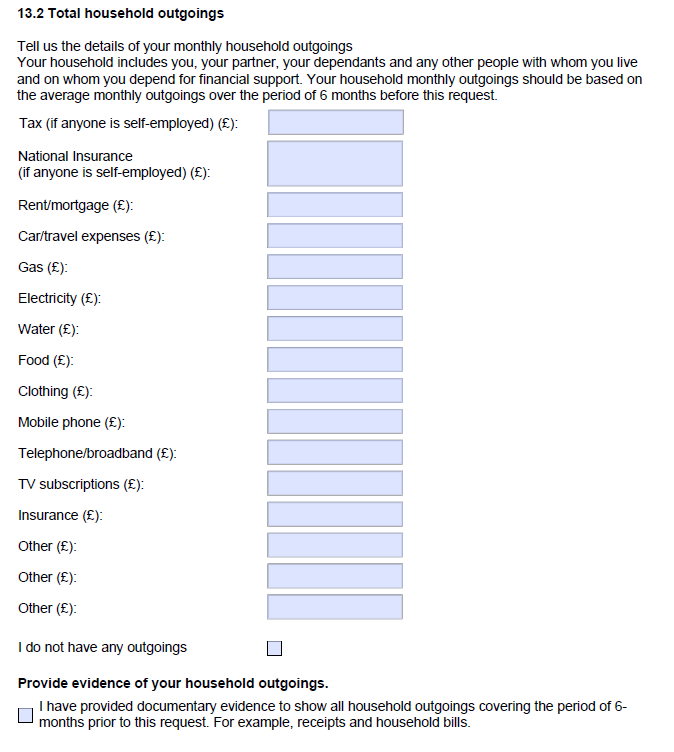 13.2 Total household outgoings
Tell us the details of your monthly household outgoings
Your household includes you, your partner, your dependants and any other people with whom you live
and on whom you depend for financial support. Your household monthly outgoings should be based on
the average monthly outgoings over the period of 6 months before this request.
Tax (if anyone is self-employed) (£):
National Insurance
(if anyone is self-employed) (£):
Rent/mortgage (£):
Car/travel expenses (£):
Gas (£):
Electricity (£):
Water (£):
Food (£):
Clothing (£):
Mobile phone (£):
Telephone/broadband (£):
TV subscriptions (£):
Insurance (£):
Other (£):
Other (£):
Other (£):
I do not have any outgoings
Provide evidence of your household outgoings.
I have provided documentary evidence to show all household outgoings covering the period of 6-
months prior to this request. For example, receipts and household bills.